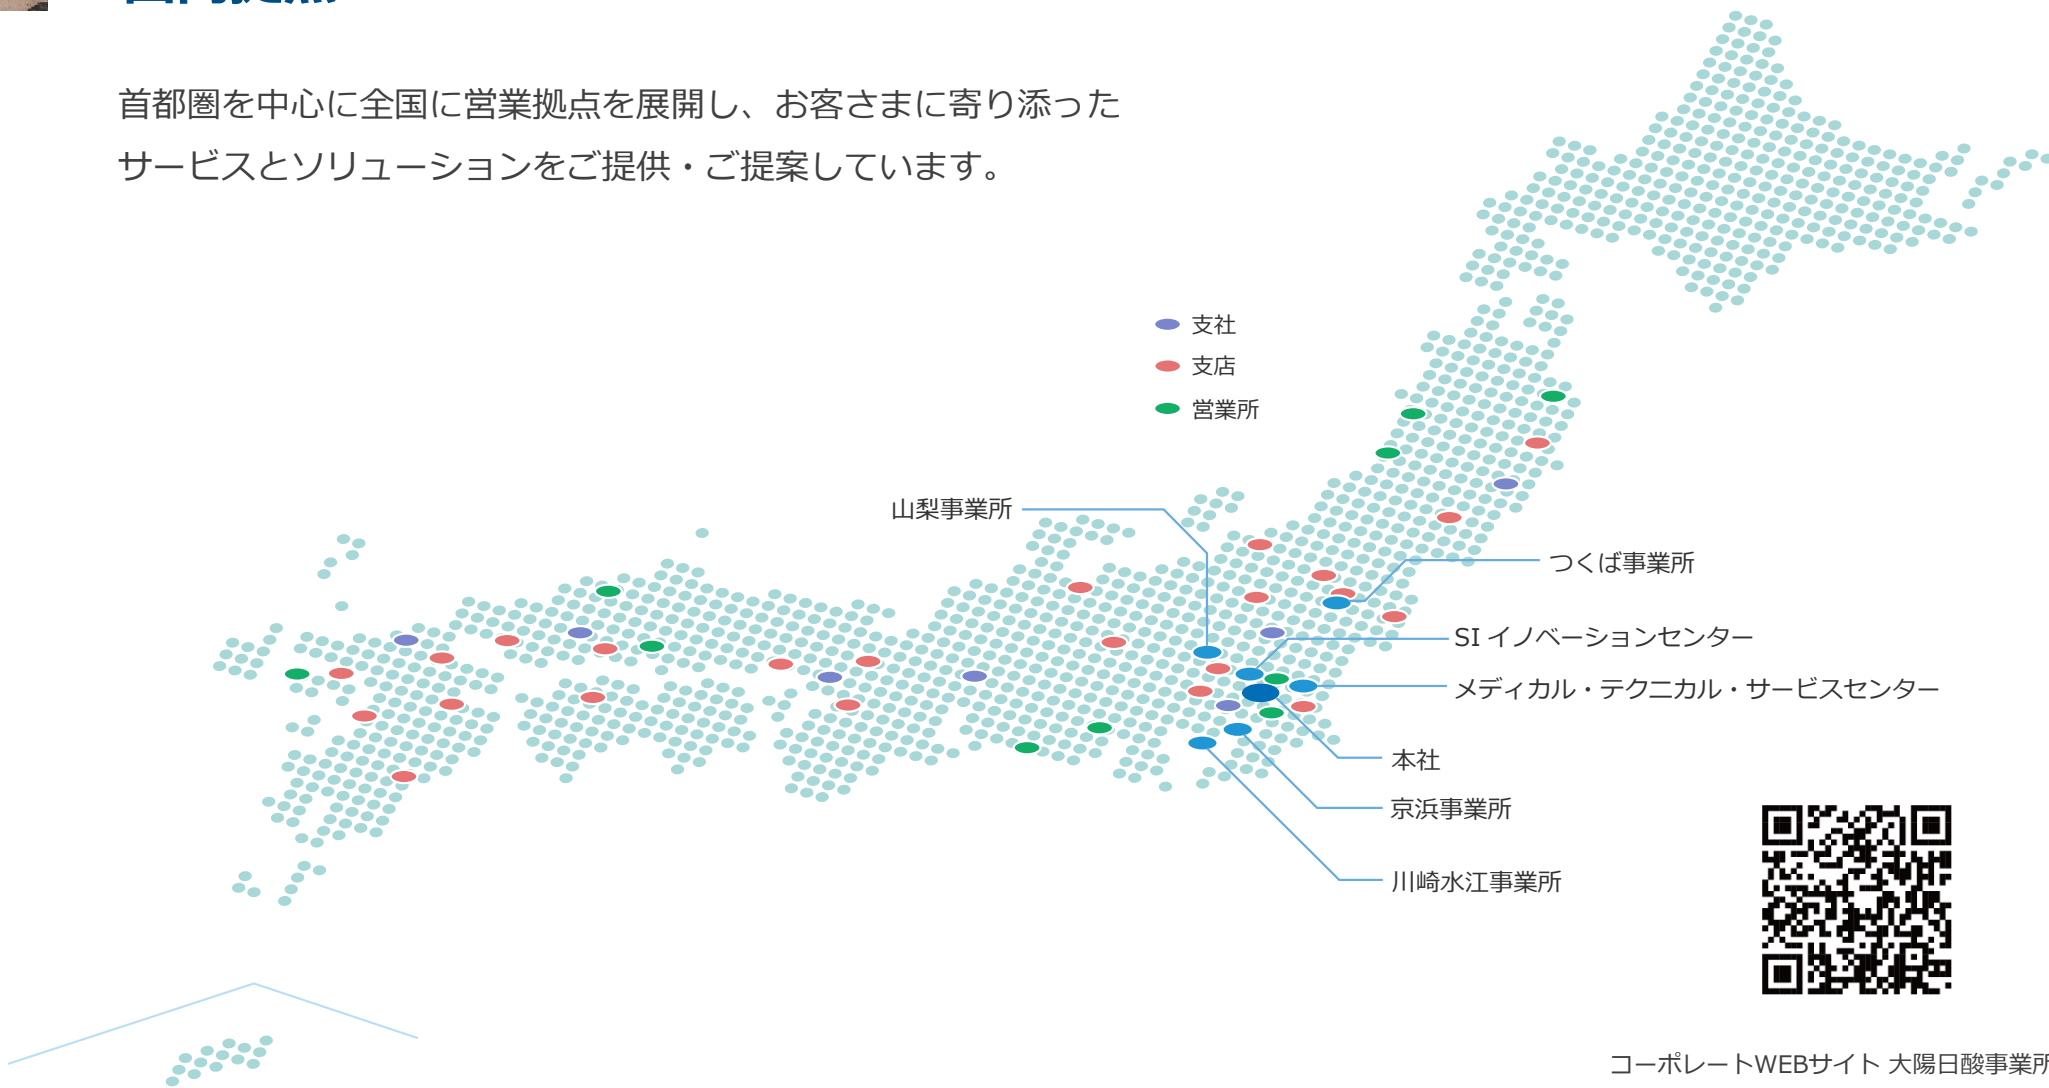 首都圏を中心に全国に営業拠点を展開し、お客さまに寄り添った
サービスとソリューションをご提供・ご提案しています。
支社
支店
営業所
山梨事業所
つくば事業所
SI イノベーションセンター
メディカル・テクニカル・サービスセンター
本社
京浜事業所
川崎水江事業所
コーポレートWEBサイト 大陽日酸事業所